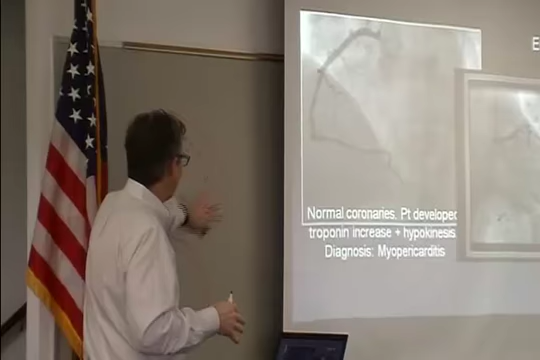 E
Normal coronaries. Pt developed
troponin increase + hypokinesis.
Diagnosis: Myopericarditis